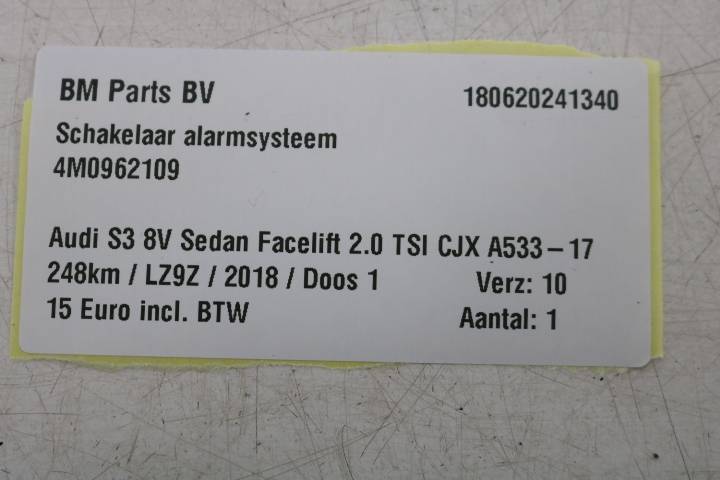 BM Parts BV 180620241340
Schakelaar alarmsysteem
4M0962109
Audi S3 8V Sedan Facelift 2.0 TSI CJX A533-17
248km / LZ9Z / 2018 / Doos 1 Verz: 10
15 Euro incl. BTW Aantal: 1